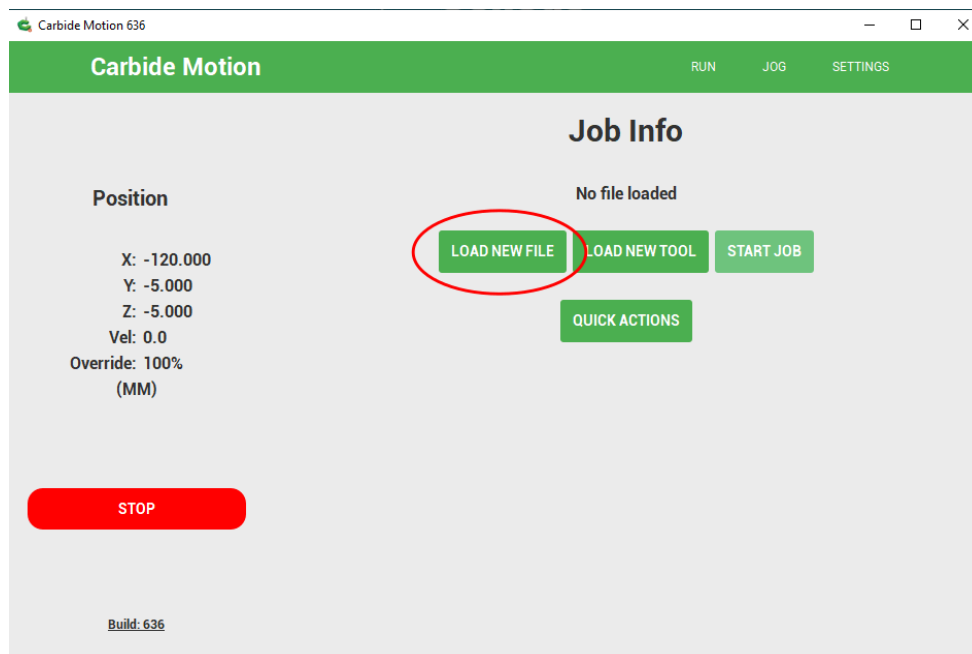 Carbide Motion 636
Carbide Motion
RUN JOG SETTINGS
Job Info
No file loaded
LOAD NEW FILE LOAD NEW TOOL START JOB
QUICK ACTIONS
Position
X: -120.000
Y: -5.000
Z: -5.000
Vel: 0.0
Override: 100%
(MM)
STOP
Build: 636